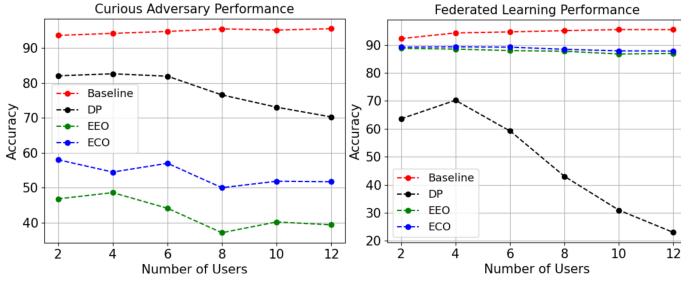 Curious Adversary Performance
Accuracy
90
80
70
60
50
40
Baseline
DP
EEO
ECO
2 4 6 8 10 12
Number of Users
Federated Learning Performance
Accuracy
90
80
70
60
50
40
30
20
Baseline
DP
EEO
ECO
2 4 6 8 10 12
Number of Users